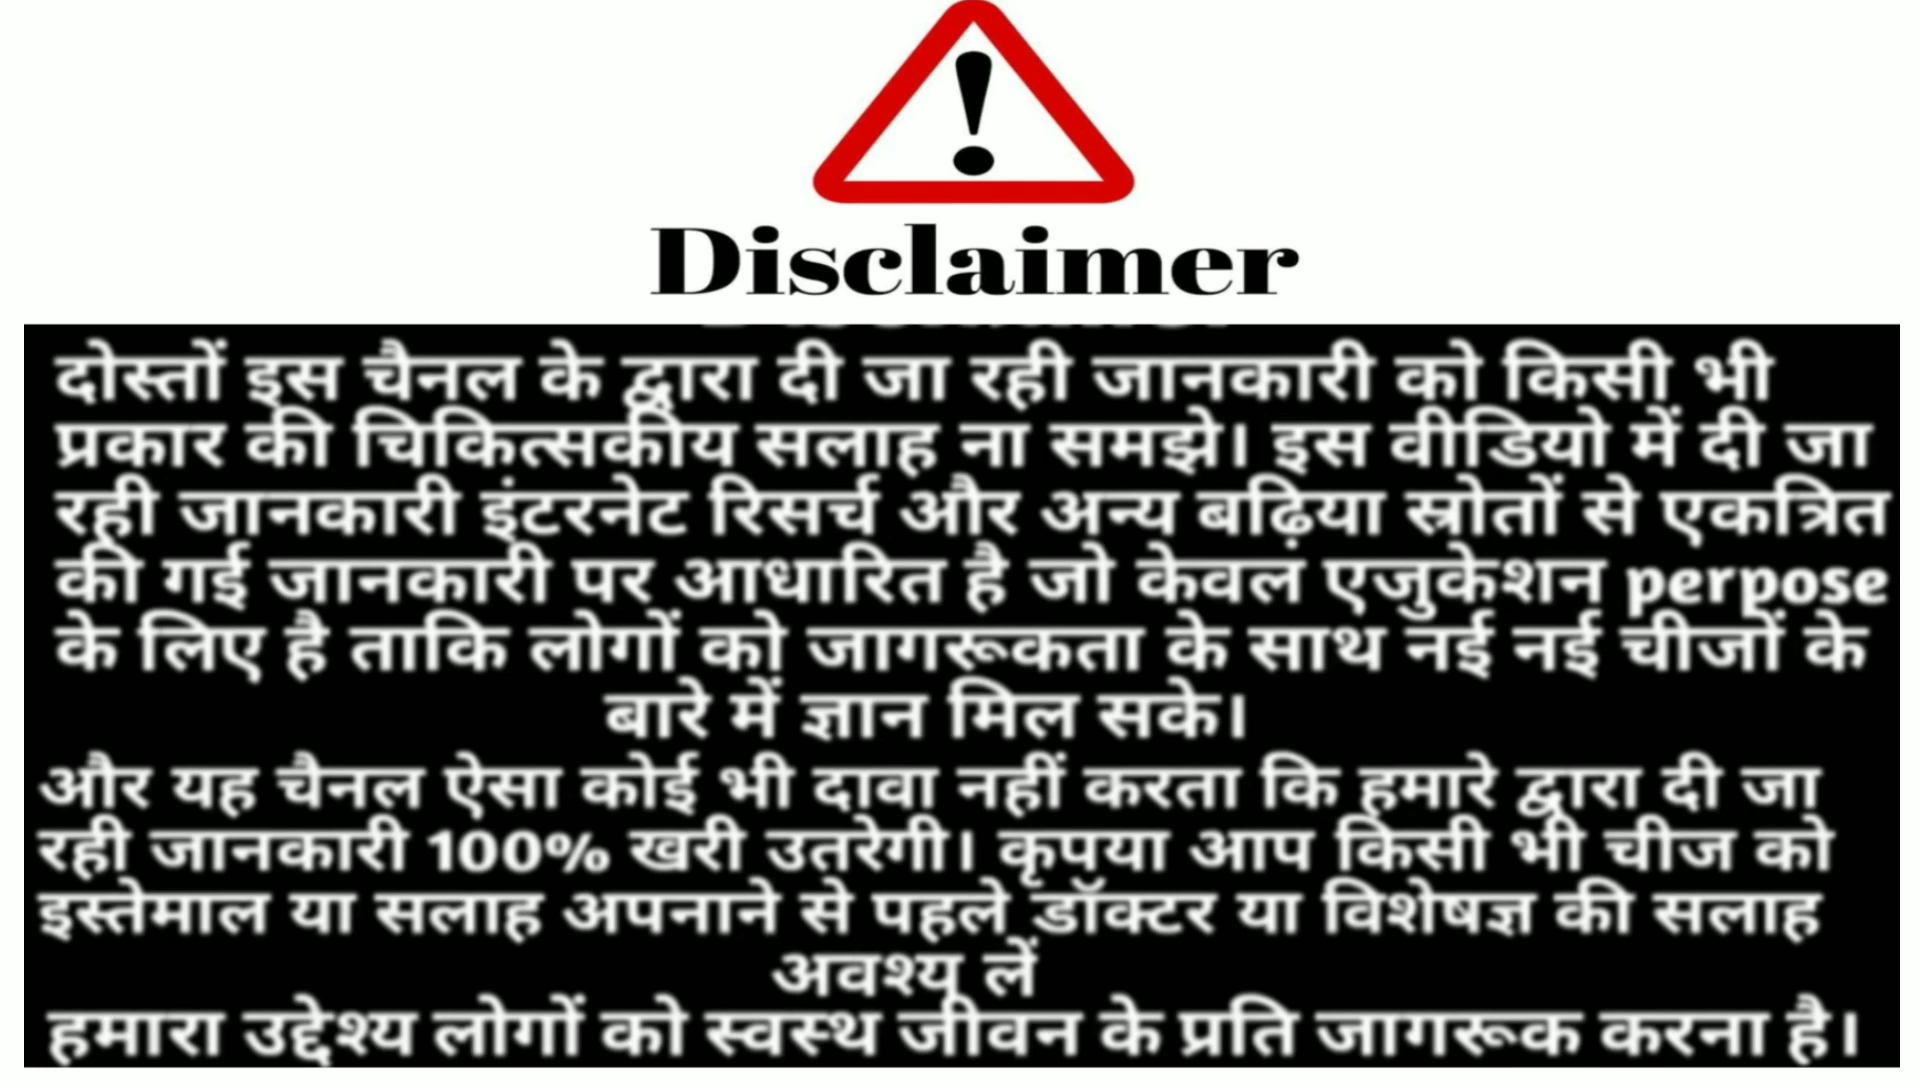 Disclaimer
दोस्तों इस चैनल के द्वारा दी जा रही जानकारी को किसी भी
प्रकार की चिकित्सकीय सलाह ना समझे। इस वीडियो में दी जा
रही जानकारी इंटरनेट रिसर्च और अन्य बढ़िया स्रोतों से एकत्रित
की गई जानकारी पर आधारित है जो केवल एजुकेशन perpose
के लिए है ताकि लोगों को जागरूकता के साथ नई नई चीजों के
बारे में ज्ञान मिल सके।
और यह चैनल ऐसा कोई भी दावा नहीं करता कि हमारे द्वारा दी जा
रही जानकारी 100% खरी उतरेगी। कृपया आप किसी भी चीज को
इस्तेमाल या सलाह अपनाने से पहले डॉक्टर या विशेषज्ञ की सलाह
अवश्य लें
हमारा उद्देश्य लोगों को स्वस्थ जीवन के प्रति जागरूक करना है।